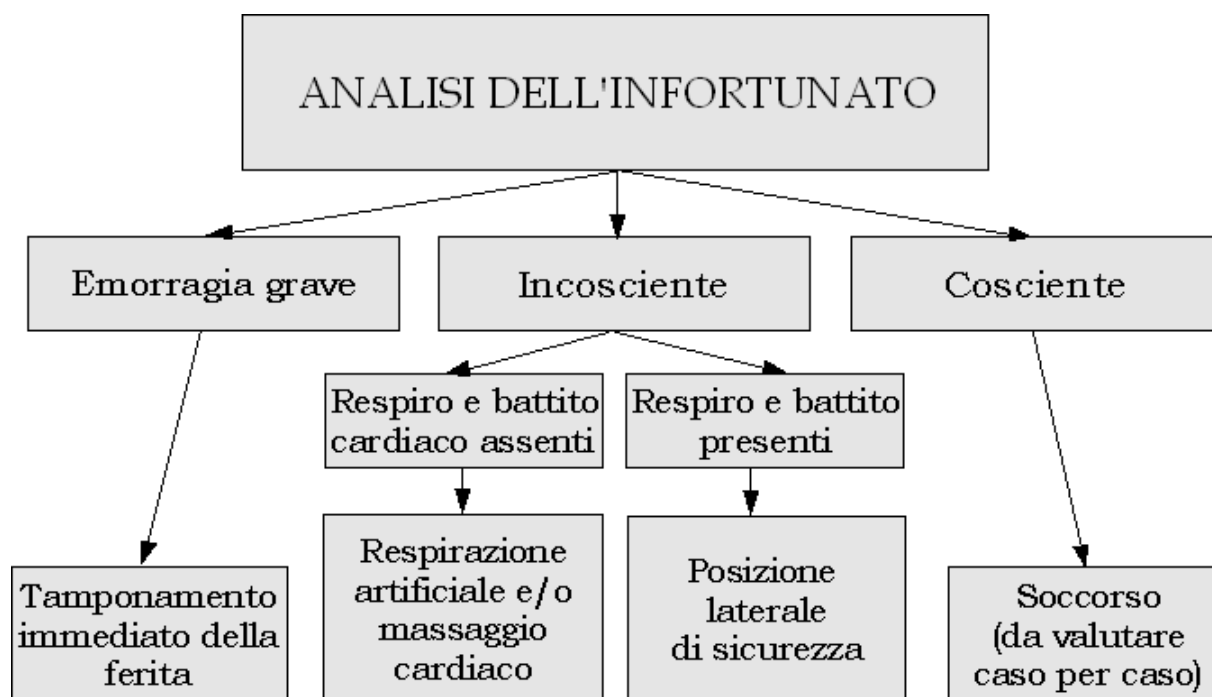 ANALISI DELL'INFORTUNATO
Emorragia grave
Incosciente
Cosciente
Respiro e battito
cardiaco assenti
Respiro e battito
presenti
Tamponamento
immediato della
ferita
Respirazione
artificiale e/o
massaggio
cardiaco
Posizione
laterale
di sicurezza
Soccorso
(da valutare
caso per caso)